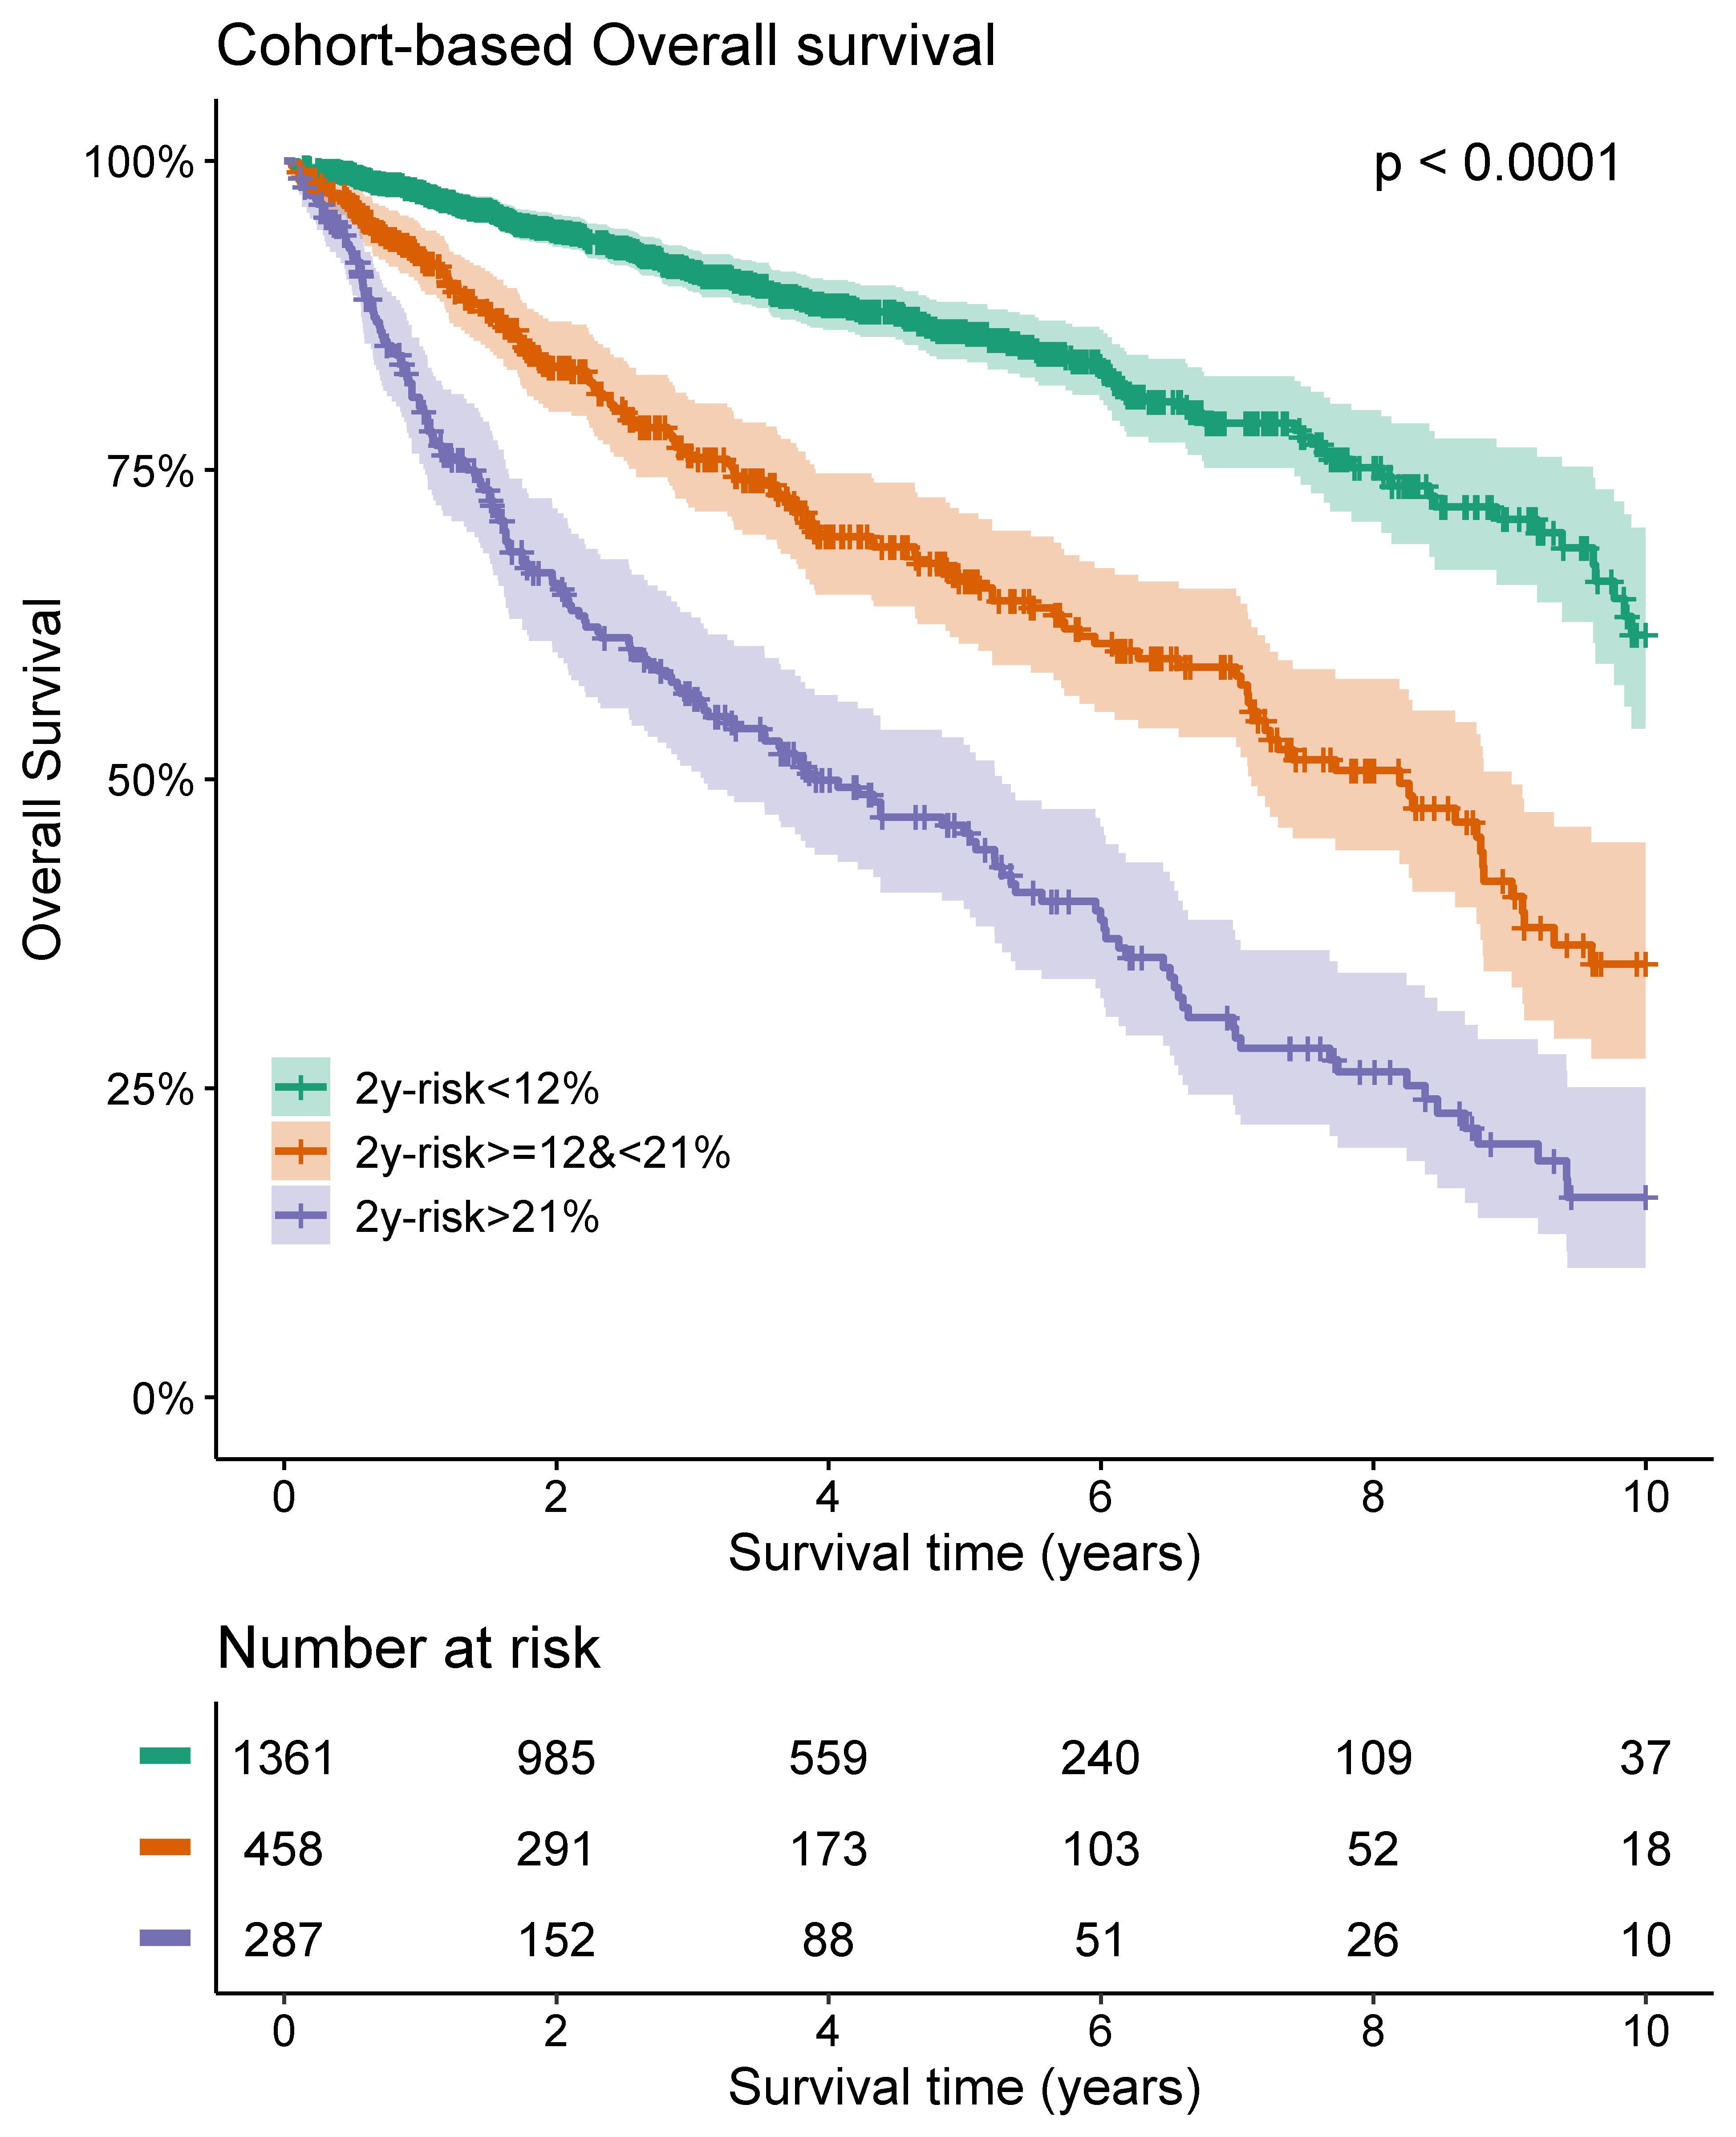 Cohort-based Overall survival
p < 0.0001
100%
75%
50%
25%
0%
Overall Survival
2y-risk<12%
2y-risk>=12&<21%
2y-risk>21%
0 2 4 6 8 10
Survival time (years)
Number at risk
1361 985 559 240 109 37
458 291 173 103 52 18
287 152 88 51 26 10
0 2 4 6 8 10
Survival time (years)